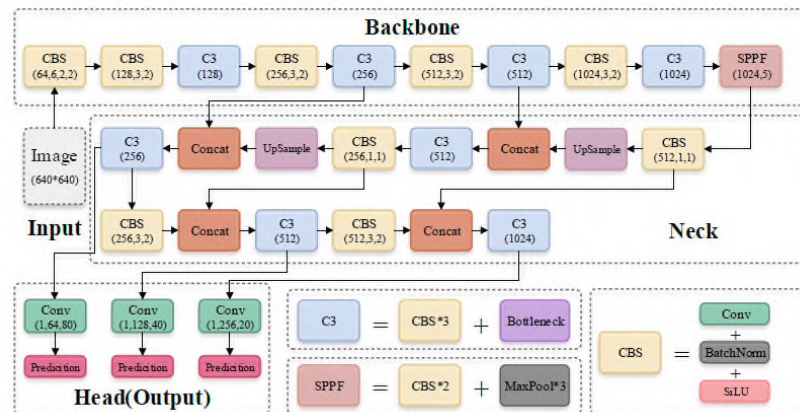 Backbone
CBS
(64,6,2,2)
CBS
(128,3,2)
C3
(128)
CBS
(256,3,2)
C3
(256)
CBS
(512,3,2)
C3
(512)
CBS
(1024,3,2)
C3
(1024)
SPPF
(1024,5)
Image
(640*640)
Input
C3
(256)
Concat
UpSample
CBS
(256,1,1)
C3
(512)
Concat
UpSample
CBS
(512,1,1)
CBS
(256,3,2)
Concat
C3
(512)
CBS
(512,3,2)
Concat
C3
(1024)
Neck
Conv
(1,64,80)
Conv
(1,128,40)
Conv
(1,256,20)
Predicition
Predicition
Predicition
Head(Output)
C3
=
CBS*3
+
Bottleneck
SPPF
=
CBS*2
+
MaxPool*3
CBS
=
Conv
+
BatchNorm
+
SiLU